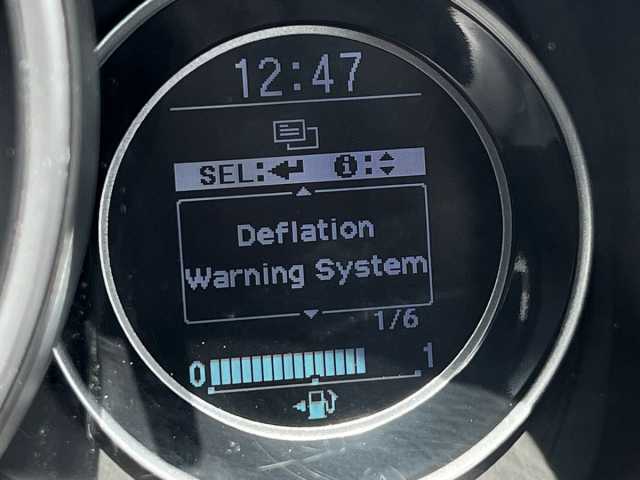 12:47
SEL: i:
Deflation
Warning System
1/6
0 1